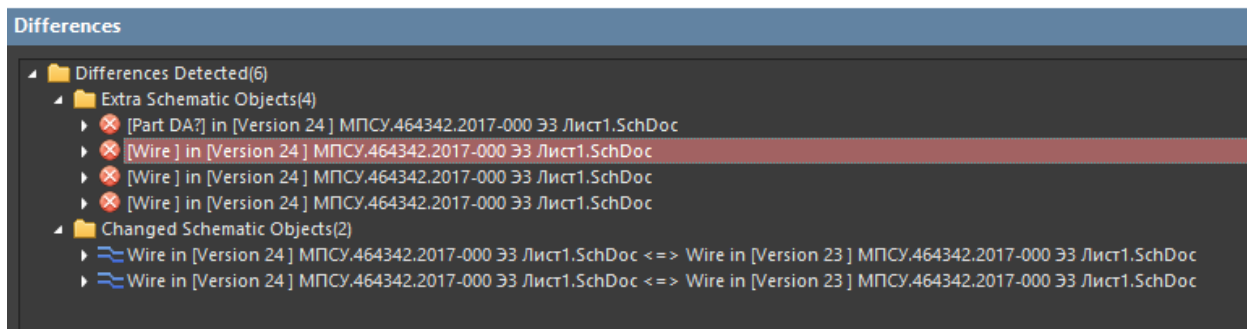 Differences
Differences Detected(6)
Extra Schematic Objects(4)
[Part DA?] in [Version 24 ] МПСУ.464342.2017-000 ЭЗ Лист1.SchDoc
[Wire ] in [Version 24 ] МПСУ.464342.2017-000 ЭЗ Лист1.SchDoc
[Wire ] in [Version 24 ] МПСУ.464342.2017-000 ЭЗ Лист1.SchDoc
[Wire ] in [Version 24 ] МПСУ.464342.2017-000 ЭЗ Лист1.SchDoc
Changed Schematic Objects(2)
Wire in [Version 24 ] МПСУ.464342.2017-000 ЭЗ Лист1.SchDoc <=> Wire in [Version 23 ] МПСУ.464342.2017-000 ЭЗ Лист1.SchDoc
Wire in [Version 24 ] МПСУ.464342.2017-000 ЭЗ Лист1.SchDoc <=> Wire in [Version 23 ] МПСУ.464342.2017-000 ЭЗ Лист1.SchDoc